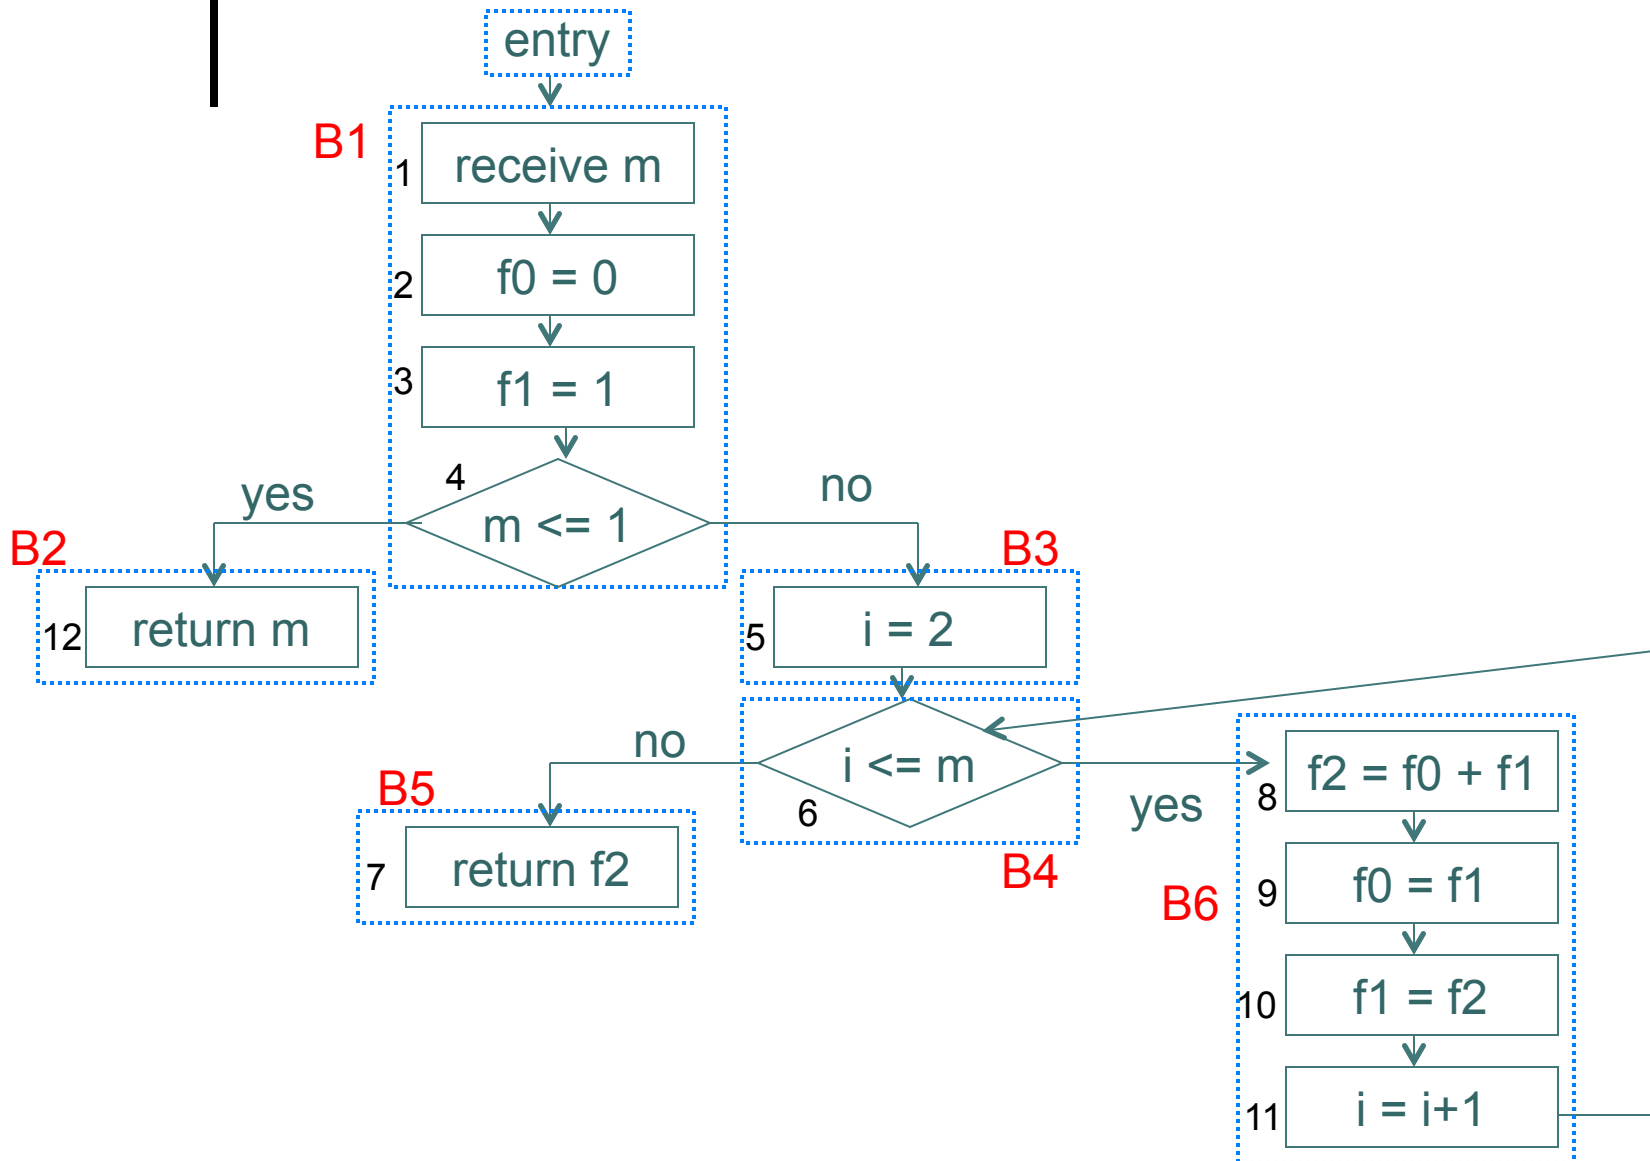 entry
B1
1
receive m
2
f0 = 0
3
f1 = 1
4
m <= 1
yes
no
B2
12
return m
B3
5
i = 2
6
i <= m
no
yes
B4
B5
7
return f2
B6
8
f2 = f0 + f1
9
f0 = f1
10
f1 = f2
11
i = i+1